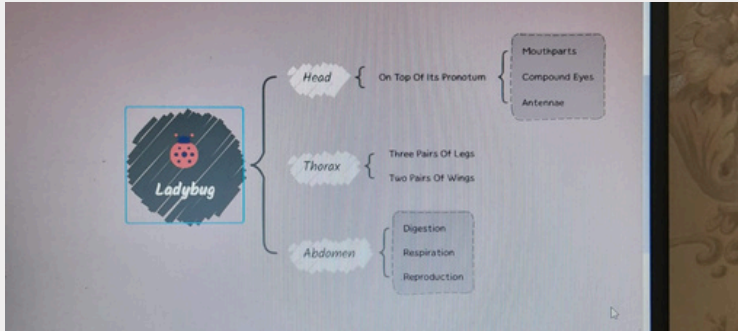 Ladybug
Head
On Top Of Its Pronotum
Mouthparts
Compound Eyes
Antennae
Thorax
Three Pairs Of Legs
Two Pairs Of Wings
Abdomen
Digestion
Respiration
Reproduction